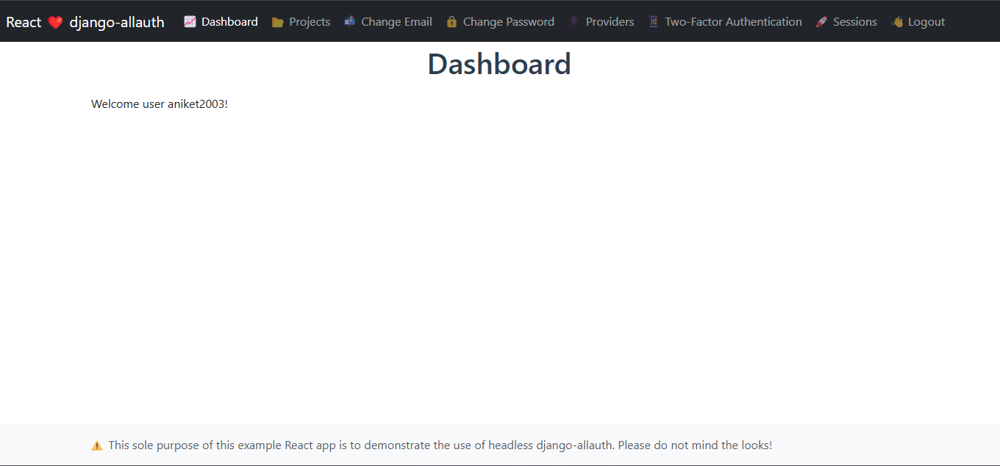 React ❤️ django-allauth 📈 Dashboard 📂 Projects 📬 Change Email 🔒 Change Password 👤 Providers 📱 Two-Factor Authentication 🚀 Sessions 👋 Logout
Dashboard
Welcome user aniket2003!
⚠️ This sole purpose of this example React app is to demonstrate the use of headless django-allauth. Please do not mind the looks!